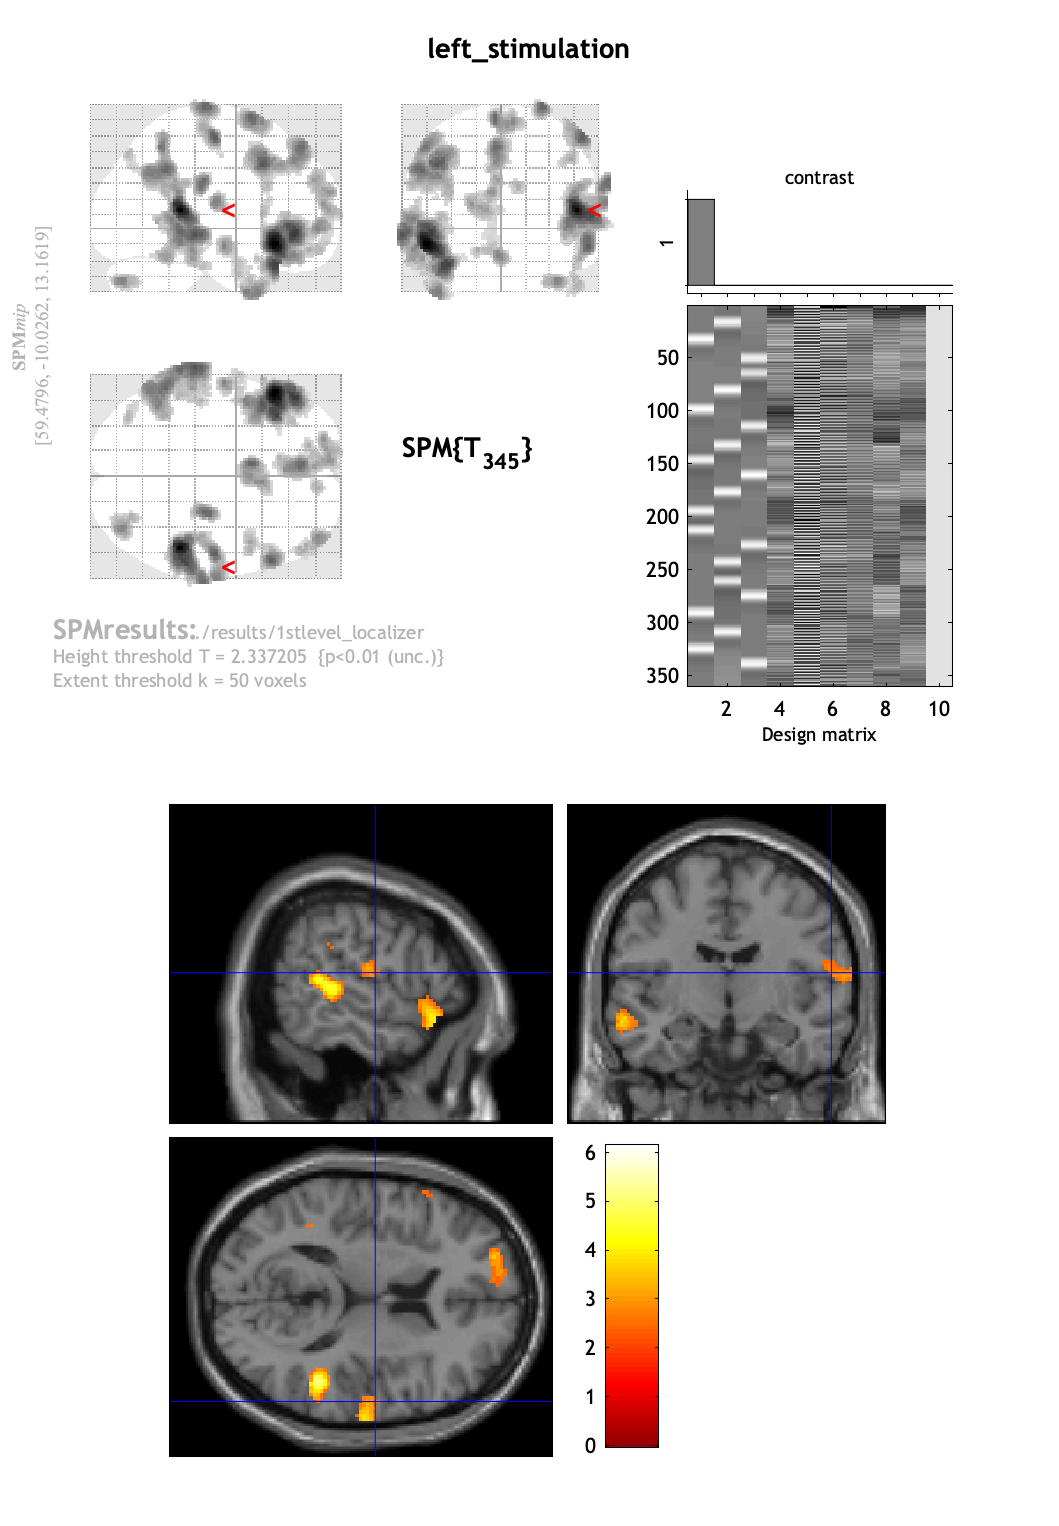 left_stimulation
SPMmip
[59.4796, -10.0262, 13.1619]
<
<
<
SPM{T345}
contrast
1
50
100
150
200
250
300
350
2 4 6 8 10
Design matrix
SPMresults:./results/1stlevel_localizer
Height threshold T = 2.337205 {p<0.01 (unc.)}
Extent threshold k = 50 voxels
6
5
4
3
2
1
0